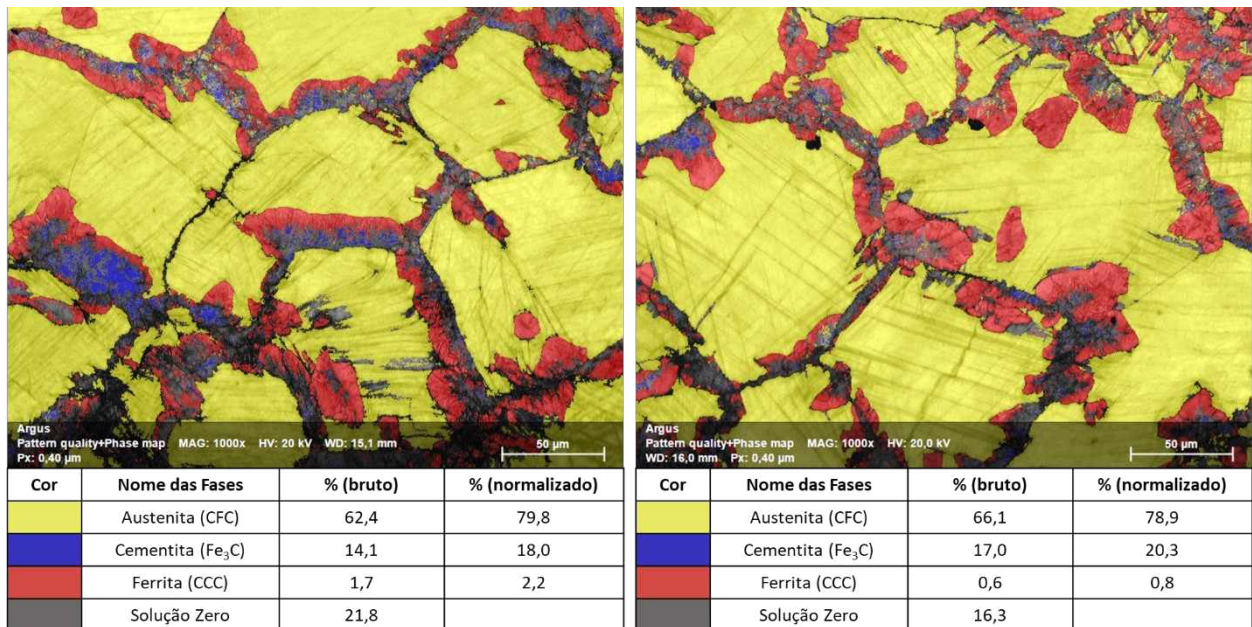 Argus
Pattern quality+Phase map MAG: 1000x HV: 20 kV WD: 15,1 mm
Px: 0,40 µm
50 µm
Cor Nome das Fases % (bruto) % (normalizado)
Austenita (CFC) 62,4 79,8
Cementita (Fe₃C) 14,1 18,0
Ferrita (CCC) 1,7 2,2
Solução Zero 21,8
Argus
Pattern quality+Phase map MAG: 1000x HV: 20,0 kV
WD: 16,0 mm Px: 0,40 µm
50 µm
Cor Nome das Fases % (bruto) % (normalizado)
Austenita (CFC) 66,1 78,9
Cementita (Fe₃C) 17,0 20,3
Ferrita (CCC) 0,6 0,8
Solução Zero 16,3